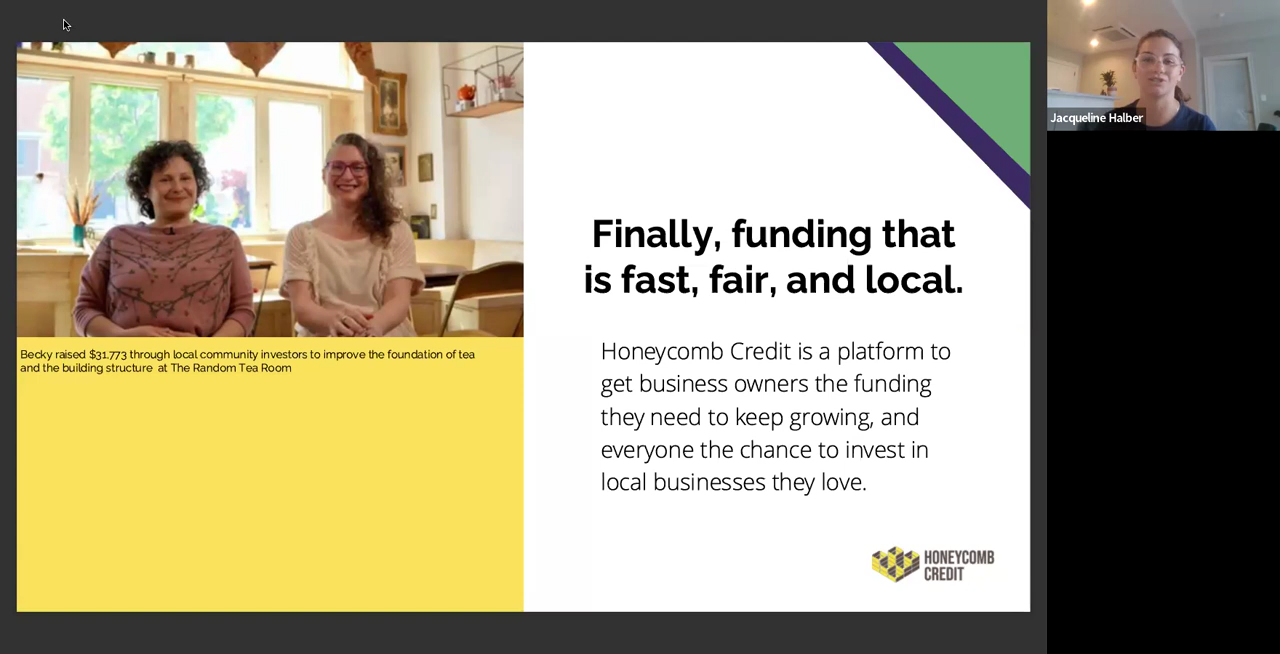 Becky raised $31,773 through local community investors to improve the foundation of tea
and the building structure at The Random Tea Room
Finally, funding that
is fast, fair, and local.
Honeycomb Credit is a platform to
get business owners the funding
they need to keep growing, and
everyone the chance to invest in
local businesses they love.
HONEYCOMB
CREDIT
Jacqueline Halber